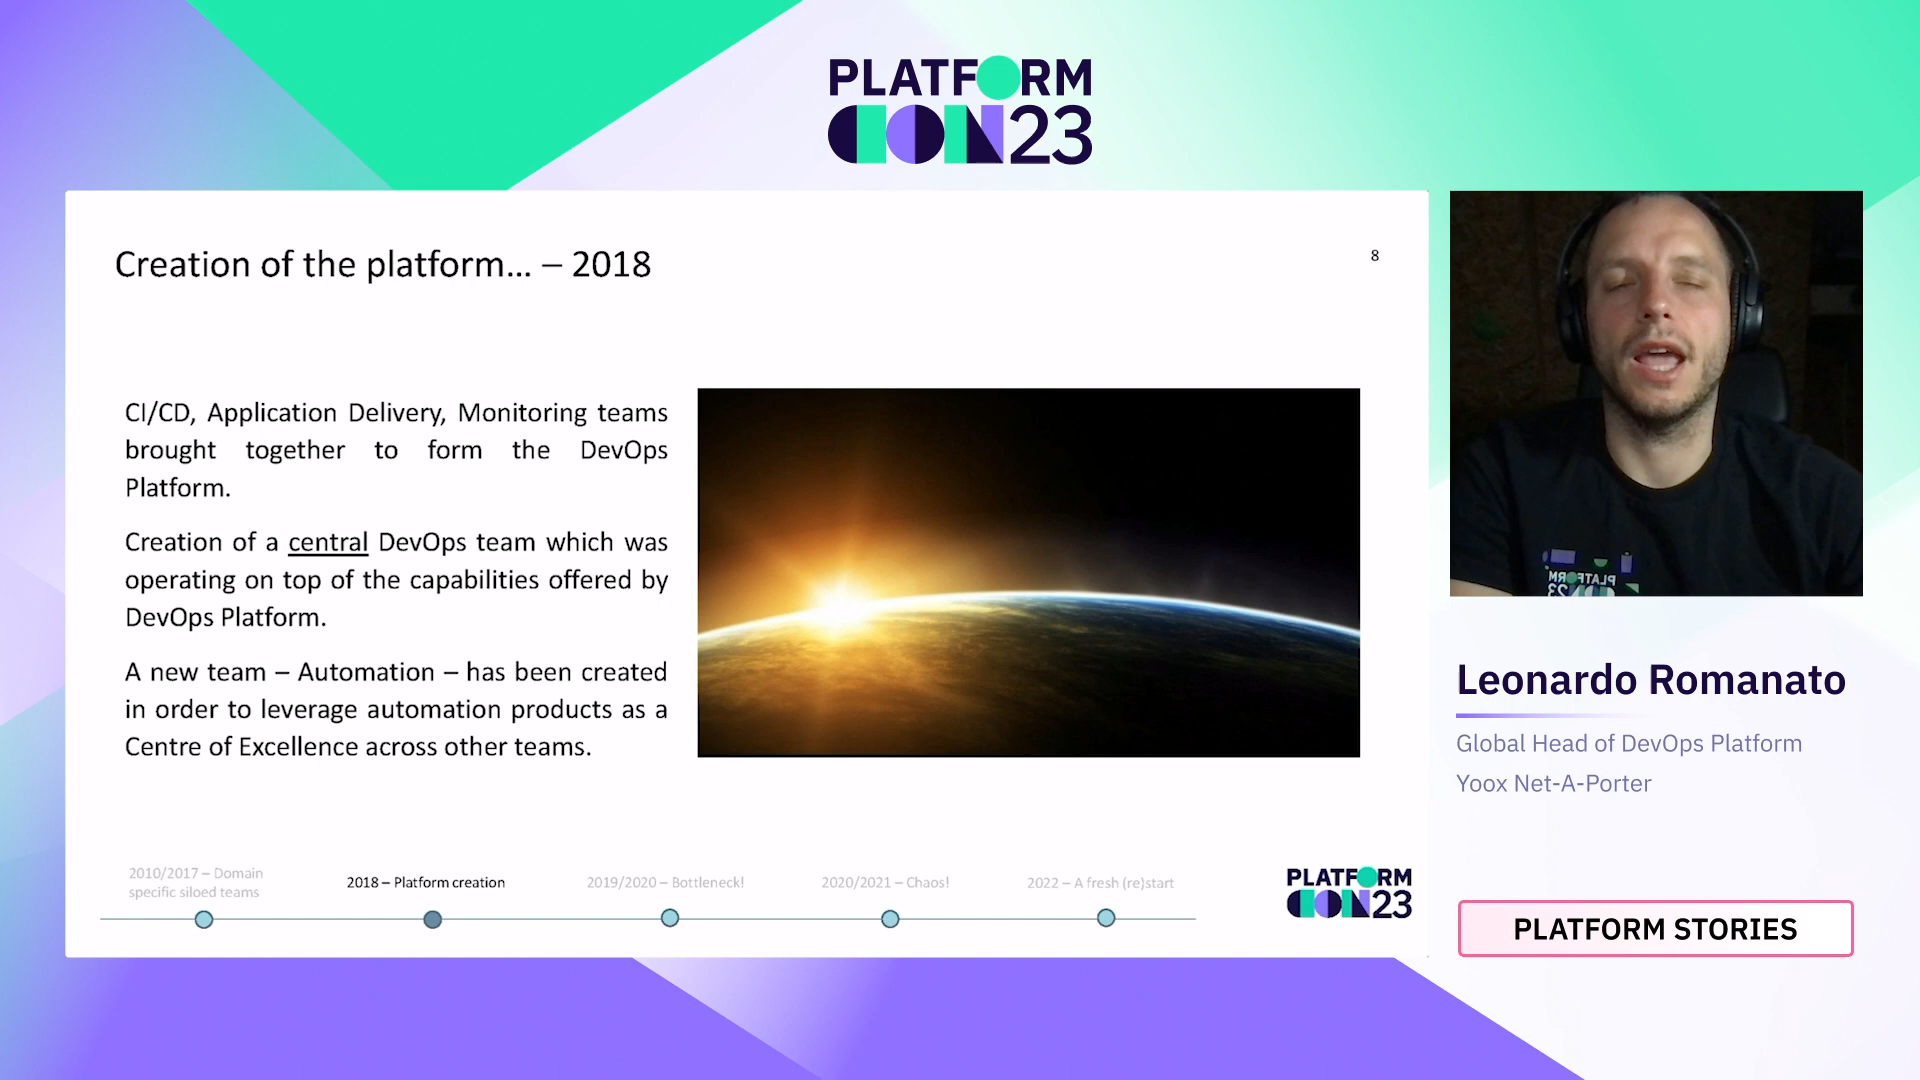 PLATFORM
CON23
Creation of the platform... – 2018
8
CI/CD, Application Delivery, Monitoring teams
brought together to form the DevOps
Platform.
Creation of a central DevOps team which was
operating on top of the capabilities offered by
DevOps Platform.
A new team – Automation – has been created
in order to leverage automation products as a
Centre of Excellence across other teams.
2010/2017 – Domain
specific siloed teams
2018 – Platform creation
2019/2020 – Bottleneck!
2020/2021 – Chaos!
2022 – A fresh (re)start
PLATFORM
CON23
PLATFORM
CON23
Leonardo Romanato
Global Head of DevOps Platform
Yoox Net-A-Porter
PLATFORM STORIES